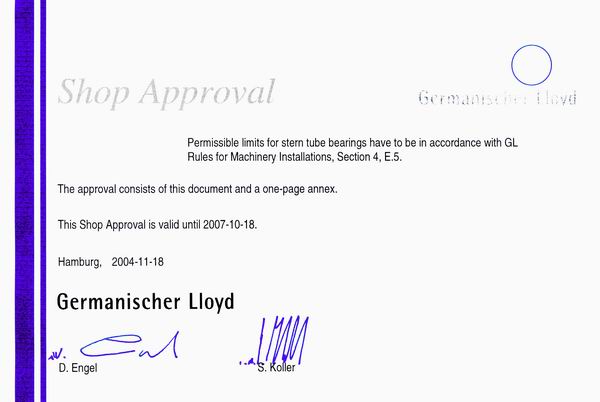 Shop Approval
Germanischer Lloyd
Permissible limits for stern tube bearings have to be in accordance with GL
Rules for Machinery Installations, Section 4, E.5.
The approval consists of this document and a one-page annex.
This Shop Approval is valid until 2007-10-18.
Hamburg, 2004-11-18
Germanischer Lloyd
D. Engel
S. Koller